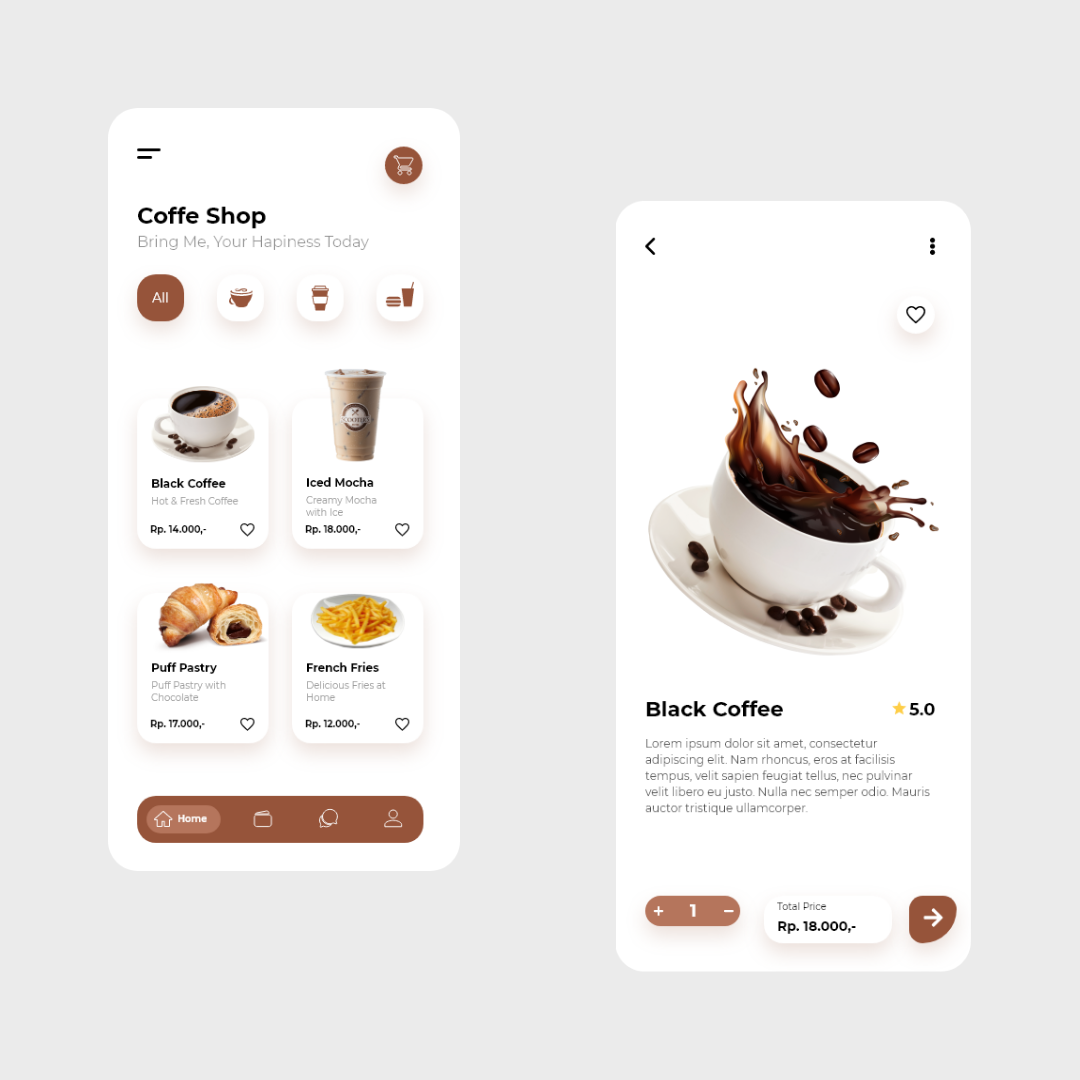 Coffe Shop
Bring Me, Your Hapiness Today
All
Black Coffee
Hot & Fresh Coffee
Rp. 14.000,-
Iced Mocha
Creamy Mocha
with Ice
Rp. 18.000,-
Puff Pastry
Puff Pastry with
Chocolate
Rp. 17.000,-
French Fries
Delicious Fries at
Home
Rp. 12.000,-
Home
Black Coffee
5.0
Lorem ipsum dolor sit amet, consectetur
adipiscing elit. Nam rhoncus, eros at facilisis
tempus, velit sapien feugiat tellus, nec pulvinar
velit libero eu justo. Nulla nec semper odio. Mauris
auctor tristique ullamcorper.
+ 1 −
Total Price
Rp. 18.000,-